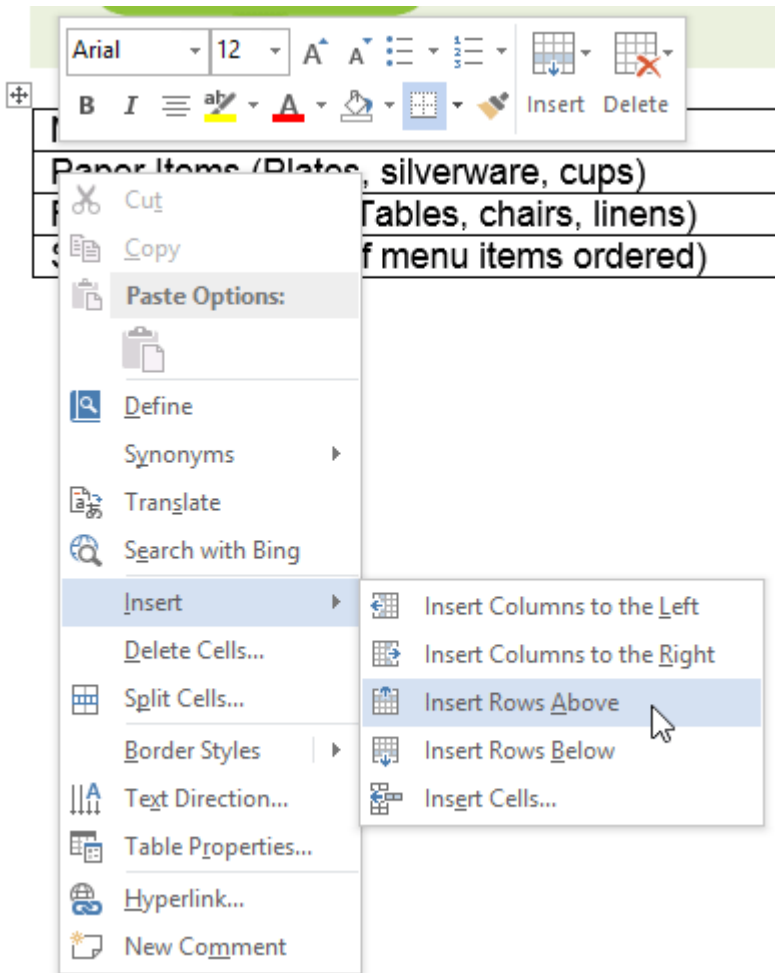 Arial 12
B I Insert Delete
Paper Items (Plates, silverware, cups)
Tables, chairs, linens)
f menu items ordered)
Cut
Copy
Paste Options:
Define
Synonyms
Translate
Search with Bing
Insert
Delete Cells...
Split Cells...
Border Styles
Text Direction...
Table Properties...
Hyperlink...
New Comment
Insert Columns to the Left
Insert Columns to the Right
Insert Rows Above
Insert Rows Below
Insert Cells...